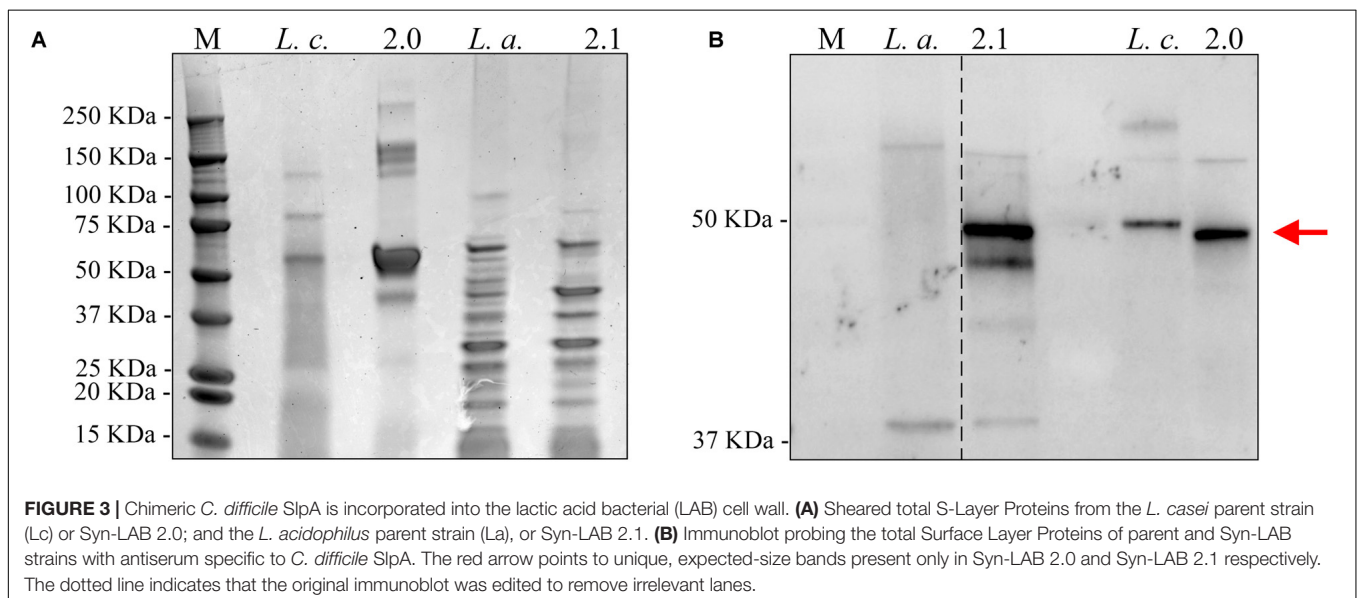 A
M L. c. 2.0 L. a. 2.1
250 KDa -
150 KDa -
100 KDa -
75 KDa -
50 KDa -
37 KDa -
25 KDa -
20 KDa -
15 KDa -
B
M L. a. 2.1 L. c. 2.0
50 KDa -
37 KDa -
FIGURE 3 | Chimeric C. difficile SlpA is incorporated into the lactic acid bacterial (LAB) cell wall. (A) Sheared total S-Layer Proteins from the L. casei parent strain
(Lc) or Syn-LAB 2.0; and the L. acidophilus parent strain (La), or Syn-LAB 2.1. (B) Immunoblot probing the total Surface Layer Proteins of parent and Syn-LAB
strains with antiserum specific to C. difficile SlpA. The red arrow points to unique, expected-size bands present only in Syn-LAB 2.0 and Syn-LAB 2.1 respectively.
The dotted line indicates that the original immunoblot was edited to remove irrelevant lanes.